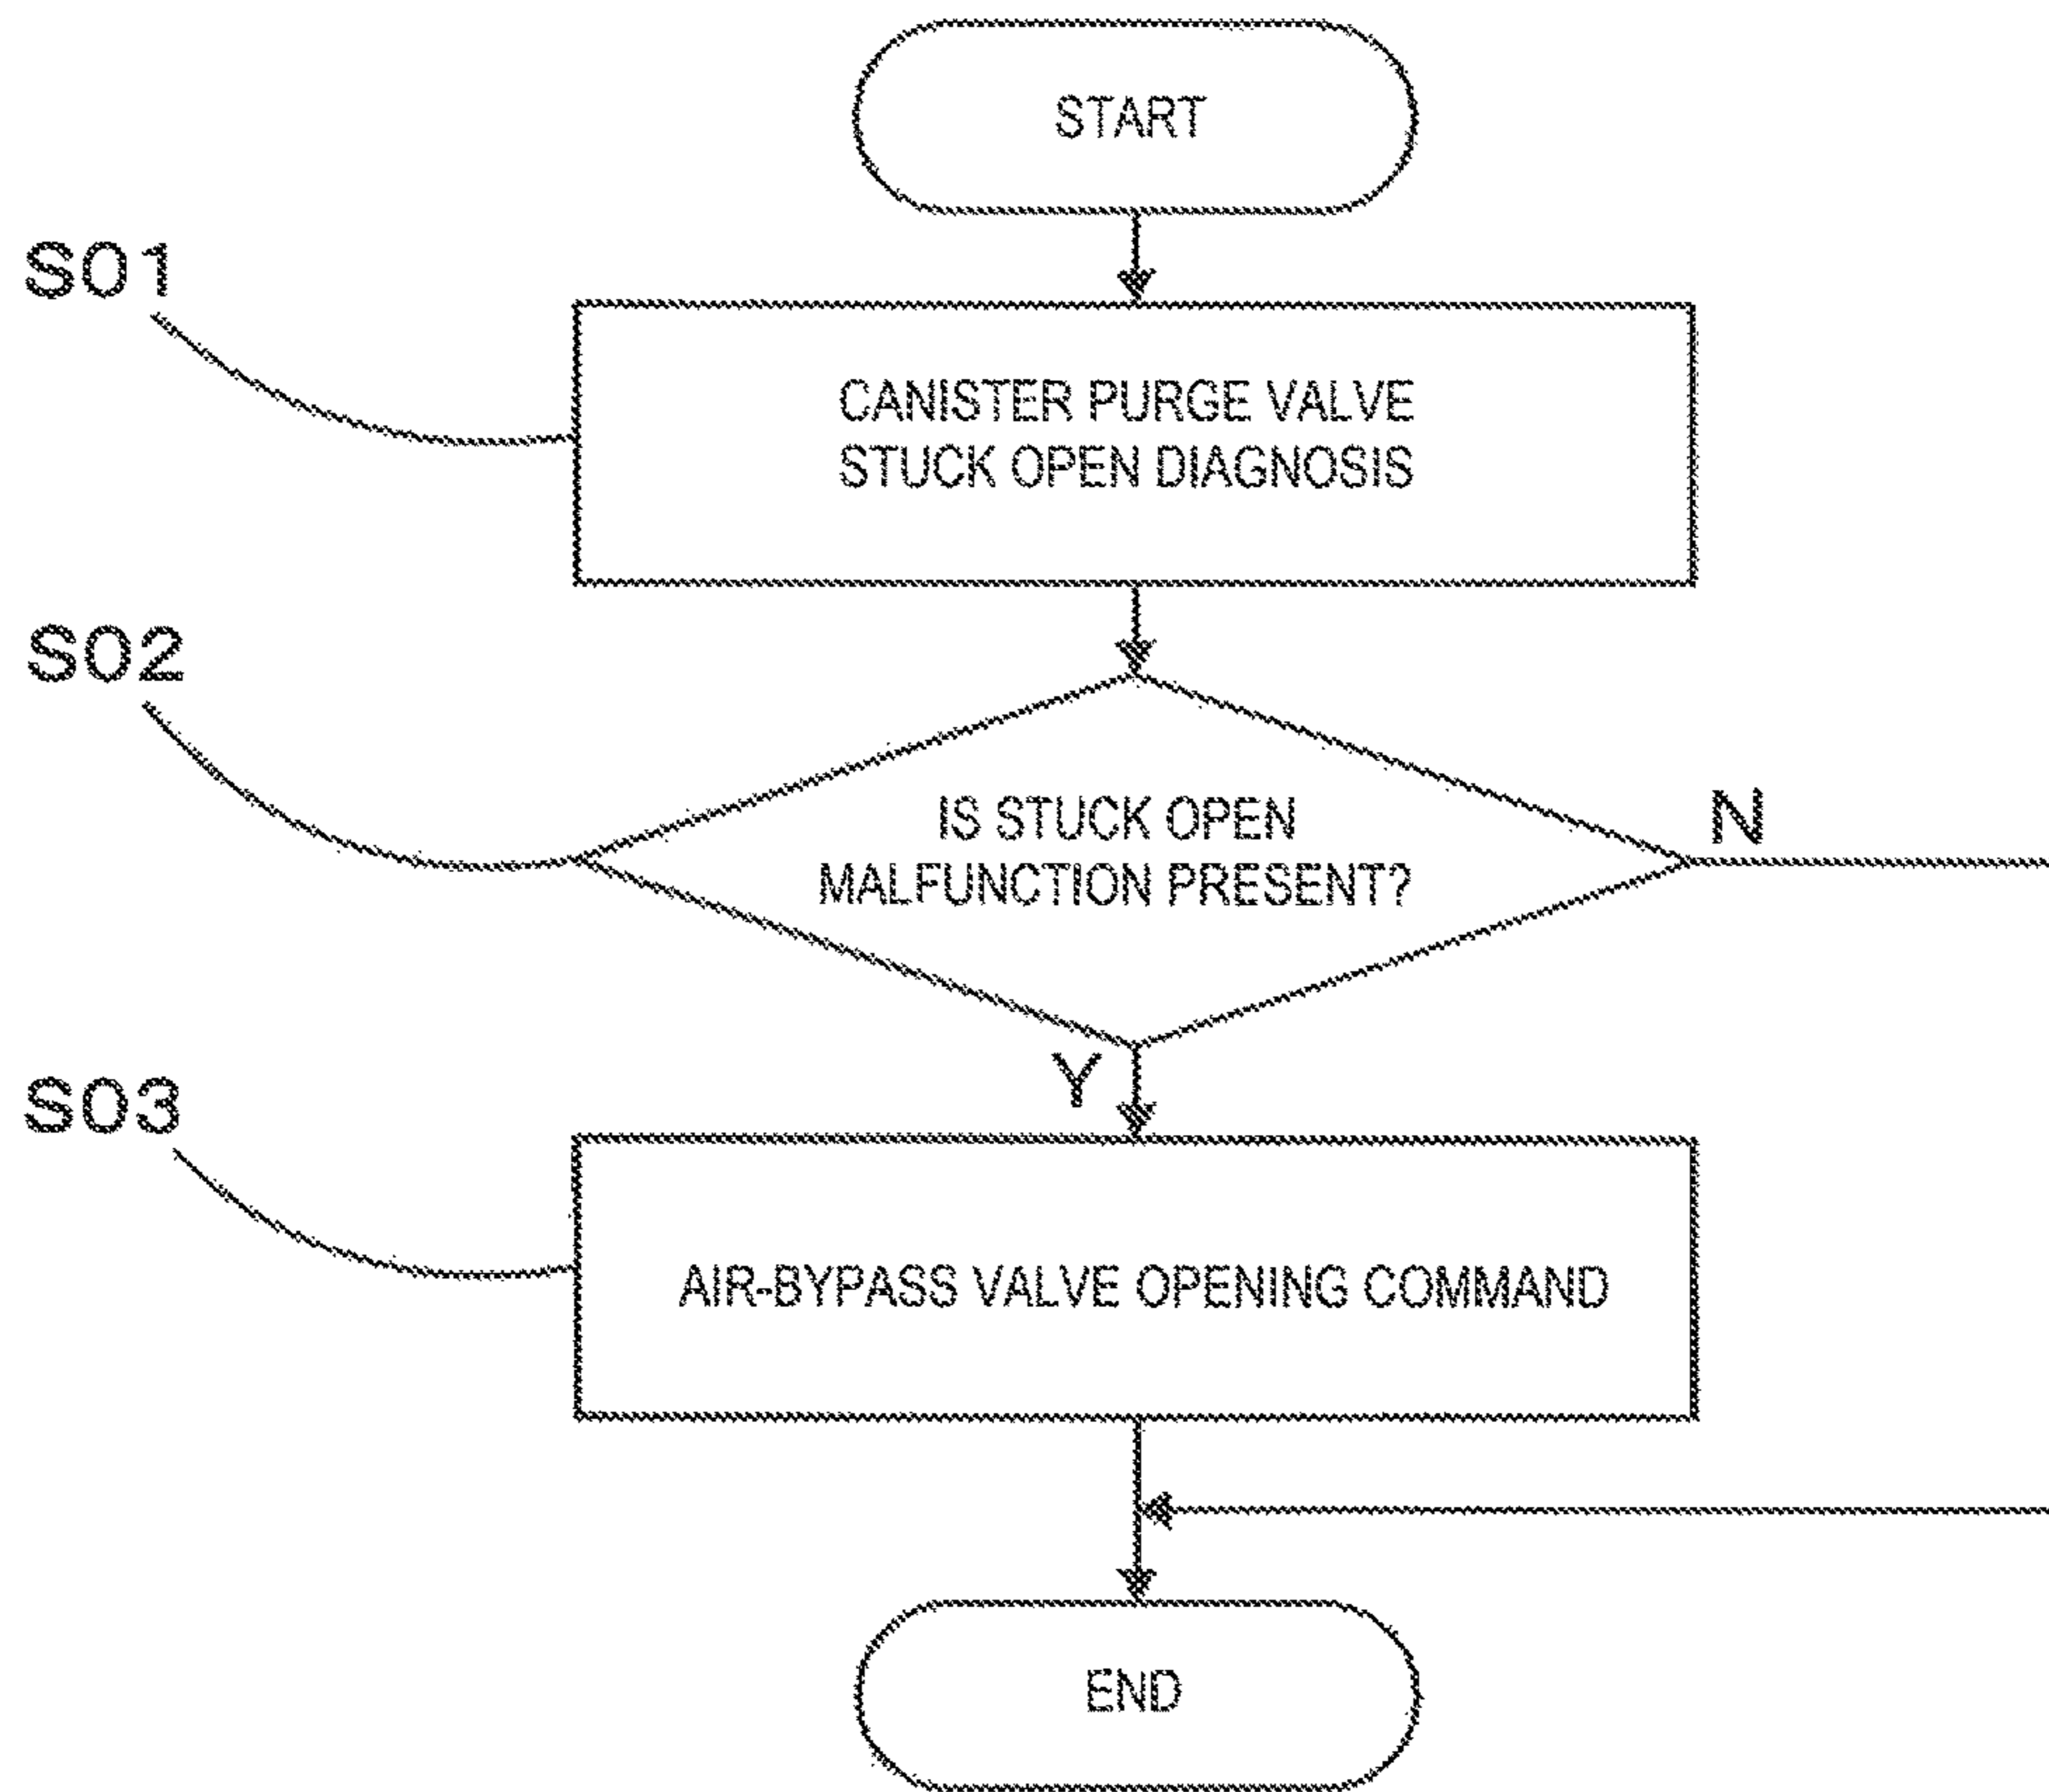 START
S01
CANISTER PURGE VALVE
STUCK OPEN DIAGNOSIS
S02
IS STUCK OPEN
MALFUNCTION PRESENT?
N
Y
S03
AIR-BYPASS VALVE OPENING COMMAND
END